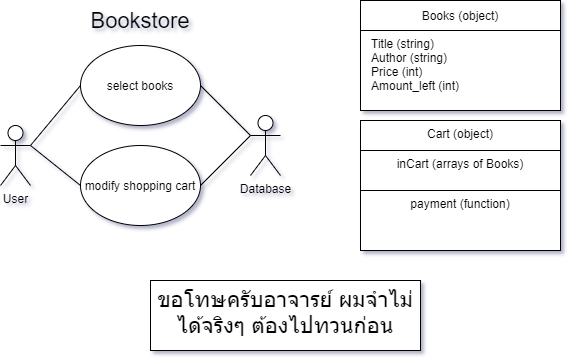 Bookstore
select books
modify shopping cart
User
Database
Books (object)
Title (string)
Author (string)
Price (int)
Amount_left (int)
Cart (object)
inCart (arrays of Books)
payment (function)
ขอโทษครับอาจารย์ ผมจำไม่
ได้จริงๆ ต้องไปทวนก่อน